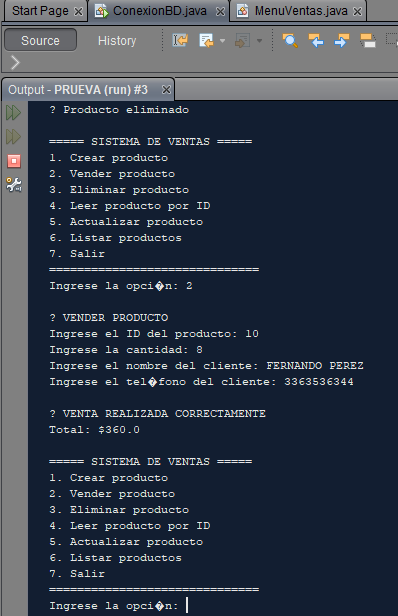 Start Page
ConexionBD.java
MenuVentas.java
Source
History
Output - PRUEVA (run) #3
? Producto eliminado
===== SISTEMA DE VENTAS =====
1. Crear producto
2. Vender producto
3. Eliminar producto
4. Leer producto por ID
5. Actualizar producto
6. Listar productos
7. Salir
==============================
Ingrese la opci�n: 2
? VENDER PRODUCTO
Ingrese el ID del producto: 10
Ingrese la cantidad: 8
Ingrese el nombre del cliente: FERNANDO PEREZ
Ingrese el tel�fono del cliente: 3363536344
? VENTA REALIZADA CORRECTAMENTE
Total: $360.0
===== SISTEMA DE VENTAS =====
1. Crear producto
2. Vender producto
3. Eliminar producto
4. Leer producto por ID
5. Actualizar producto
6. Listar productos
7. Salir
==============================
Ingrese la opci�n: